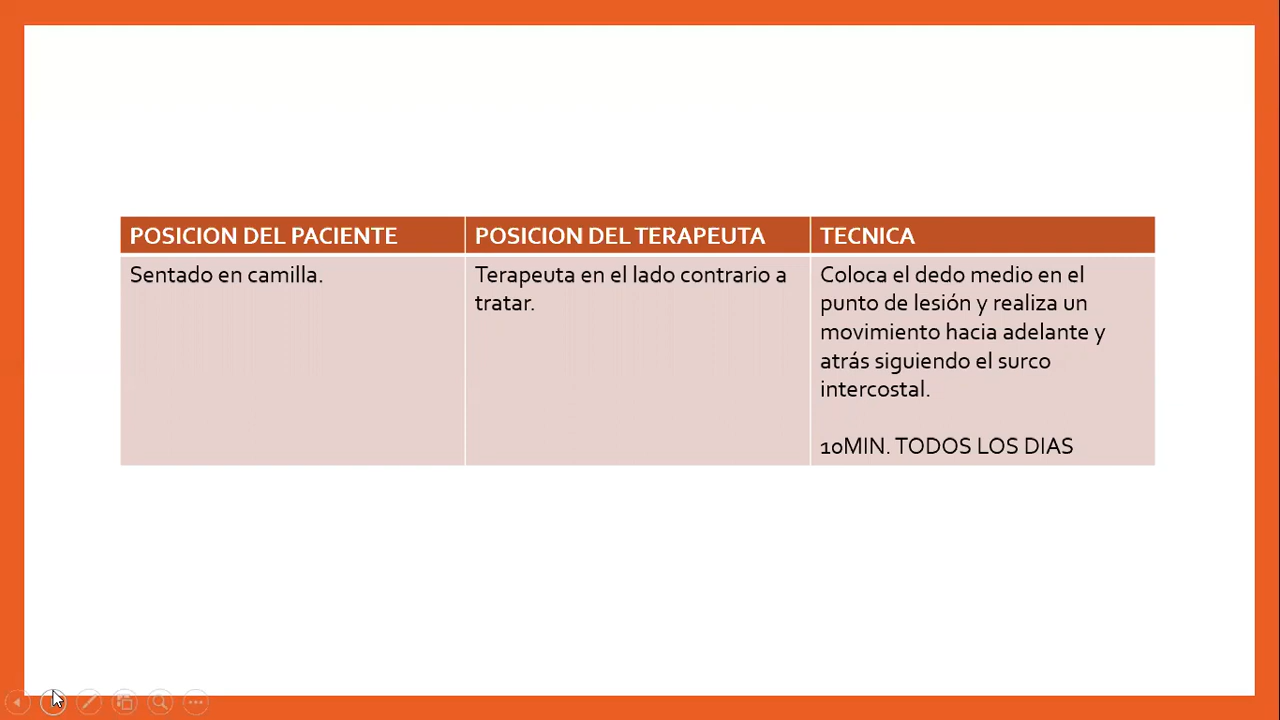 POSICION DEL PACIENTE
POSICION DEL TERAPEUTA
TECNICA
Sentado en camilla.
Terapeuta en el lado contrario a
tratar.
Coloca el dedo medio en el
punto de lesión y realiza un
movimiento hacia adelante y
atrás siguiendo el surco
intercostal.
10MIN. TODOS LOS DIAS